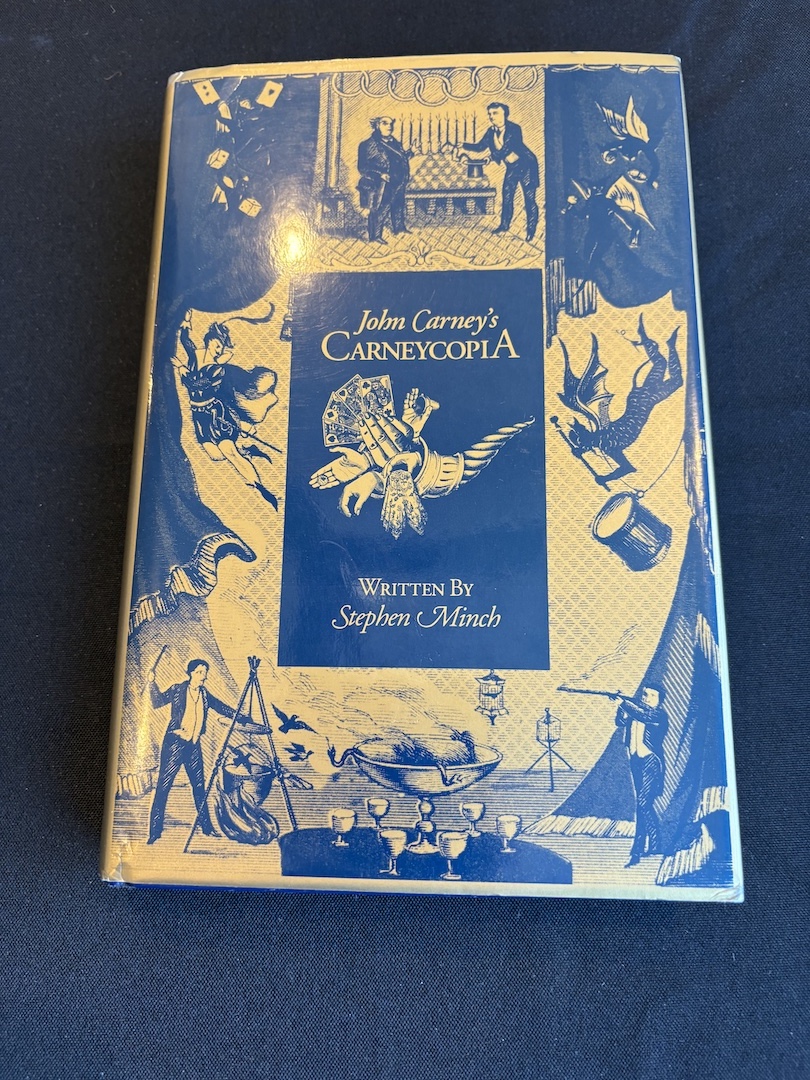 John Carney's
CARNEYCOPIA
WRITTEN BY
Stephen Minch